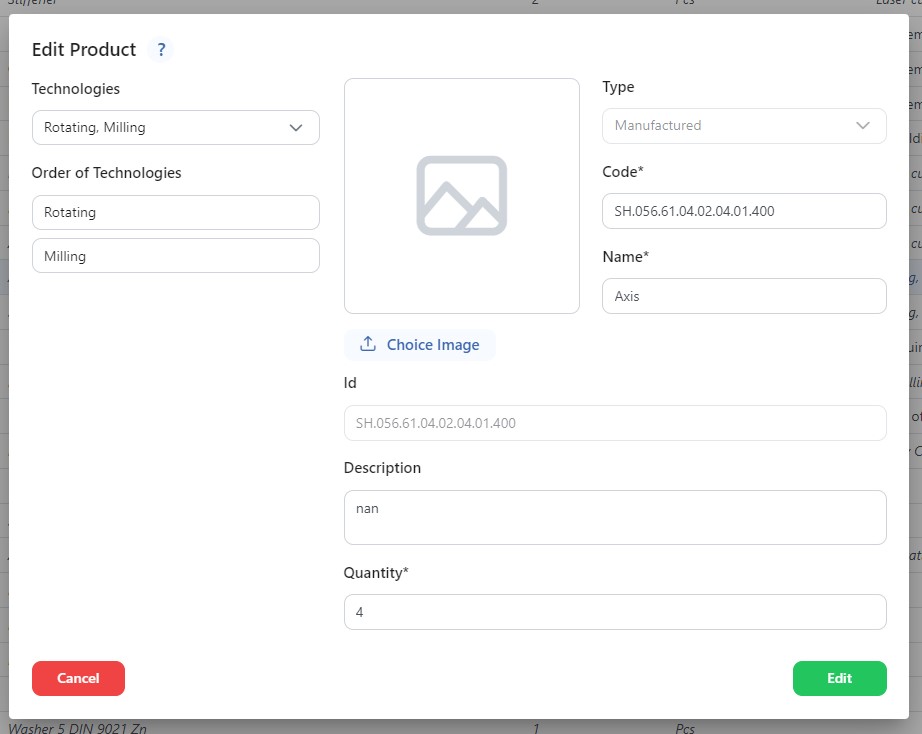 Stiffener 2 Pcs
Edit Product ?
Technologies
Rotating, Milling
Order of Technologies
Rotating
Milling
Choice Image
Type
Manufactured
Code*
SH.056.61.04.02.04.01.400
Name*
Axis
Id
SH.056.61.04.02.04.01.400
Description
nan
Quantity*
4
Cancel
Edit
Washer 5 DIN 9021 Zn 1 Pcs